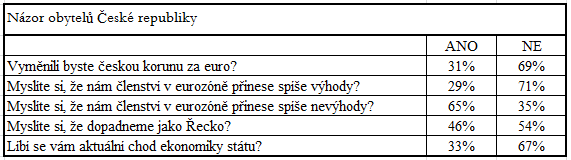 Názor obytelů České republiky
ANO NE
Vyměnili byste českou korunu za euro? 31% 69%
Myslíte si, že nám členství v eurozóně přinese spíše výhody? 29% 71%
Myslíte si, že nám členství v eurozóně přinese spíše nevýhody? 65% 35%
Myslíte si, že dopadneme jako Řecko? 46% 54%
Líbí se vám aktuální chod ekonomiky státu? 33% 67%